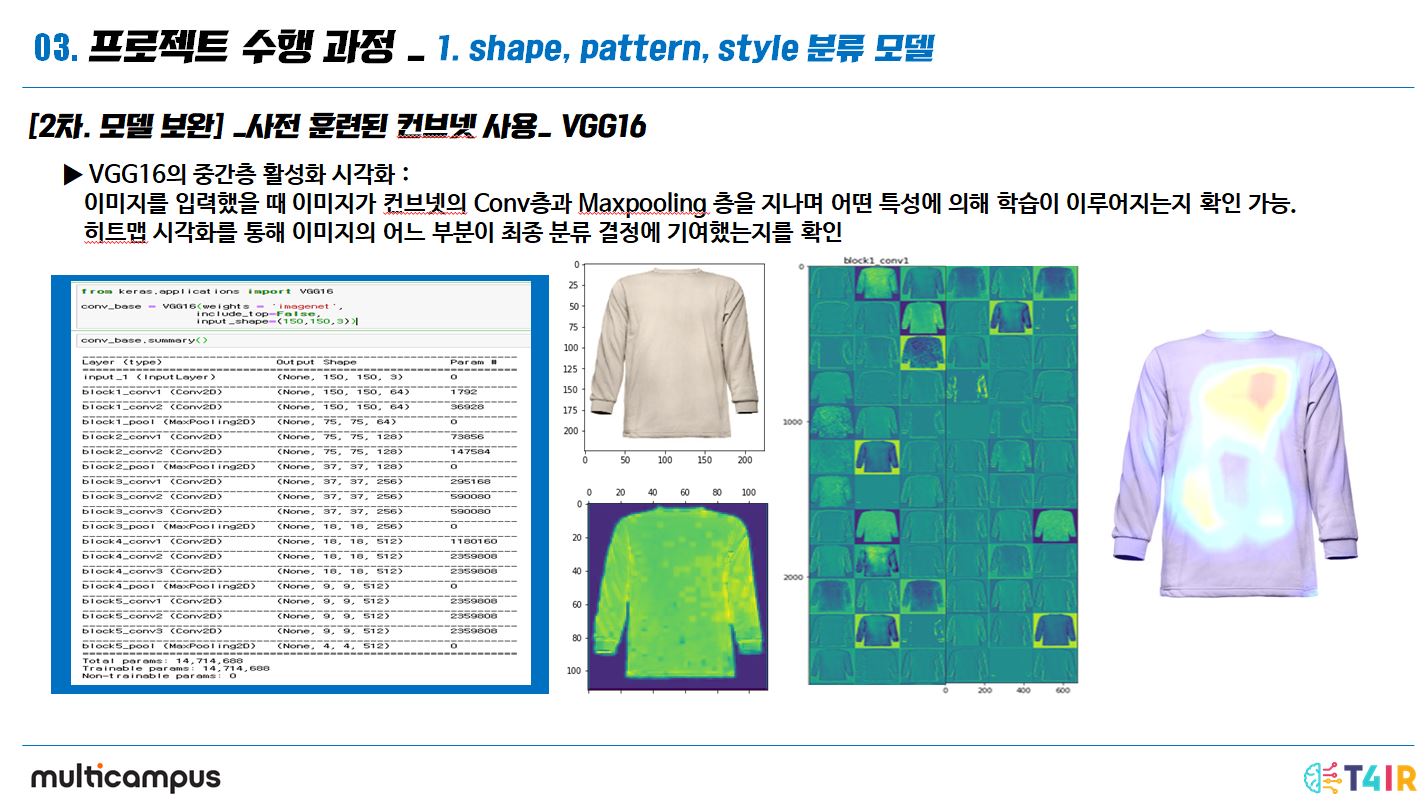 03. 프로젝트 수행 과정 _ 1. shape, pattern, style 분류 모델
[2차. 모델 보완] _사전 훈련된 컨브넷 사용_ VGG16
▶ VGG16의 중간층 활성화 시각화 :
이미지를 입력했을 때 이미지가 컨브넷의 Conv층과 Maxpooling 층을 지나며 어떤 특성에 의해 학습이 이루어지는지 확인 가능.
히트맵 시각화를 통해 이미지의 어느 부분이 최종 분류 결정에 기여했는지를 확인
from keras.applications import VGG16
conv_base = VGG16(weights = 'imagenet',
include_top=False,
input_shape=(150,150,3))
conv_base.summary()
Layer (type) Output Shape Param #
input_1 (InputLayer) (None, 150, 150, 3) 0
block1_conv1 (Conv2D) (None, 150, 150, 64) 1792
block1_conv2 (Conv2D) (None, 150, 150, 64) 36928
block1_pool (MaxPooling2D) (None, 75, 75, 64) 0
block2_conv1 (Conv2D) (None, 75, 75, 128) 73856
block2_conv2 (Conv2D) (None, 75, 75, 128) 147584
block2_pool (MaxPooling2D) (None, 37, 37, 128) 0
block3_conv1 (Conv2D) (None, 37, 37, 256) 295168
block3_conv2 (Conv2D) (None, 37, 37, 256) 590080
block3_conv3 (Conv2D) (None, 37, 37, 256) 590080
block3_pool (MaxPooling2D) (None, 18, 18, 256) 0
block4_conv1 (Conv2D) (None, 18, 18, 512) 1180160
block4_conv2 (Conv2D) (None, 18, 18, 512) 2359808
block4_conv3 (Conv2D) (None, 18, 18, 512) 2359808
block4_pool (MaxPooling2D) (None, 9, 9, 512) 0
block5_conv1 (Conv2D) (None, 9, 9, 512) 2359808
block5_conv2 (Conv2D) (None, 9, 9, 512) 2359808
block5_conv3 (Conv2D) (None, 9, 9, 512) 2359808
block5_pool (MaxPooling2D) (None, 4, 4, 512) 0
Total params: 14,714,688
Trainable params: 14,714,688
Non-trainable params: 0
0
25
50
75
100
125
150
175
200
0 50 100 150 200
0 20 40 60 80 100
0
20
40
60
80
100
block1_conv1
0
1000
2000
0 200 400 600
multicampus
T4IR